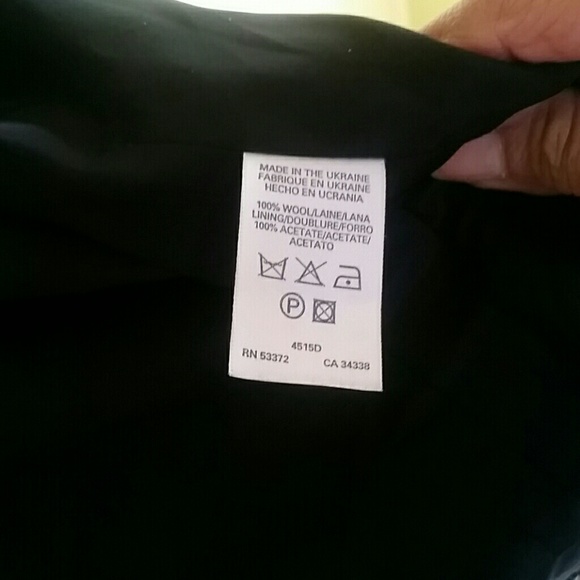 MADE IN THE UKRAINE
FABRIQUE EN UKRAINE
HECHO EN UCRANIA
100% WOOL/LAINE/LANA
LINING/DOUBLURE/FORRO
100% ACETATE/ACETATE/
ACETATO
P
4515D
RN 53372 CA 34338